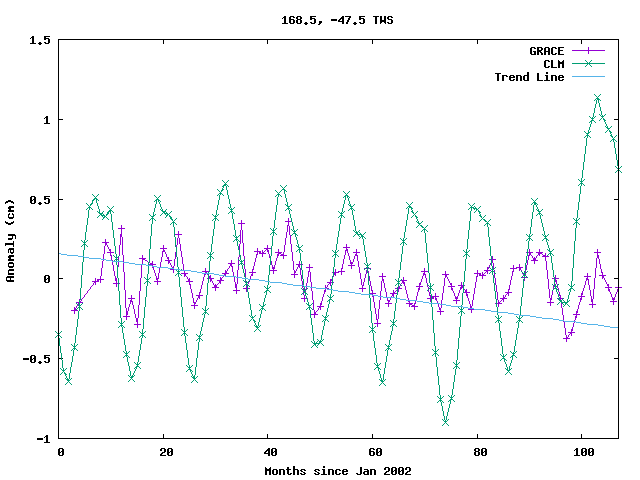 168.5, -47.5 TWS
GRACE
CLM
Trend Line
1.5
1
0.5
0
-0.5
-1
Anomaly (cm)
0 20 40 60 80 100
Months since Jan 2002